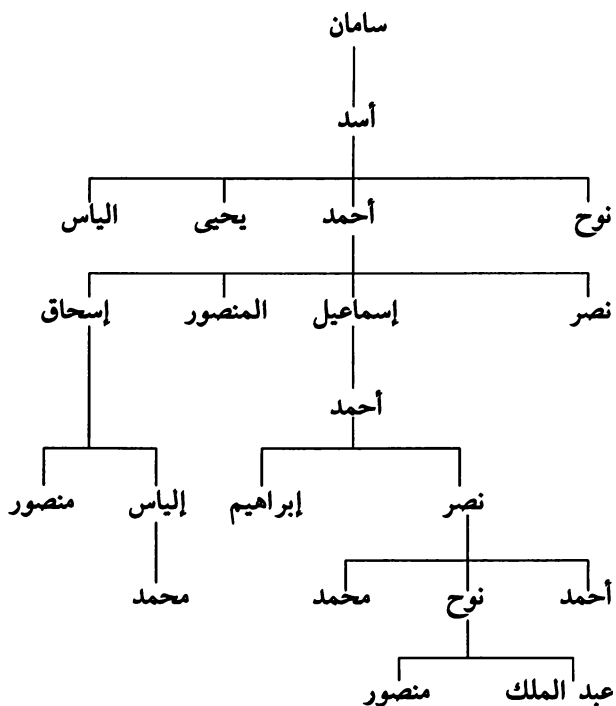 سامان
أسد
نوح أحمد يحيى الياس
نصر إسماعيل المنصور إسحاق
أحمد
نصر إبراهيم إلياس منصور
أحمد نوح محمد محمد
عبد الملك منصور